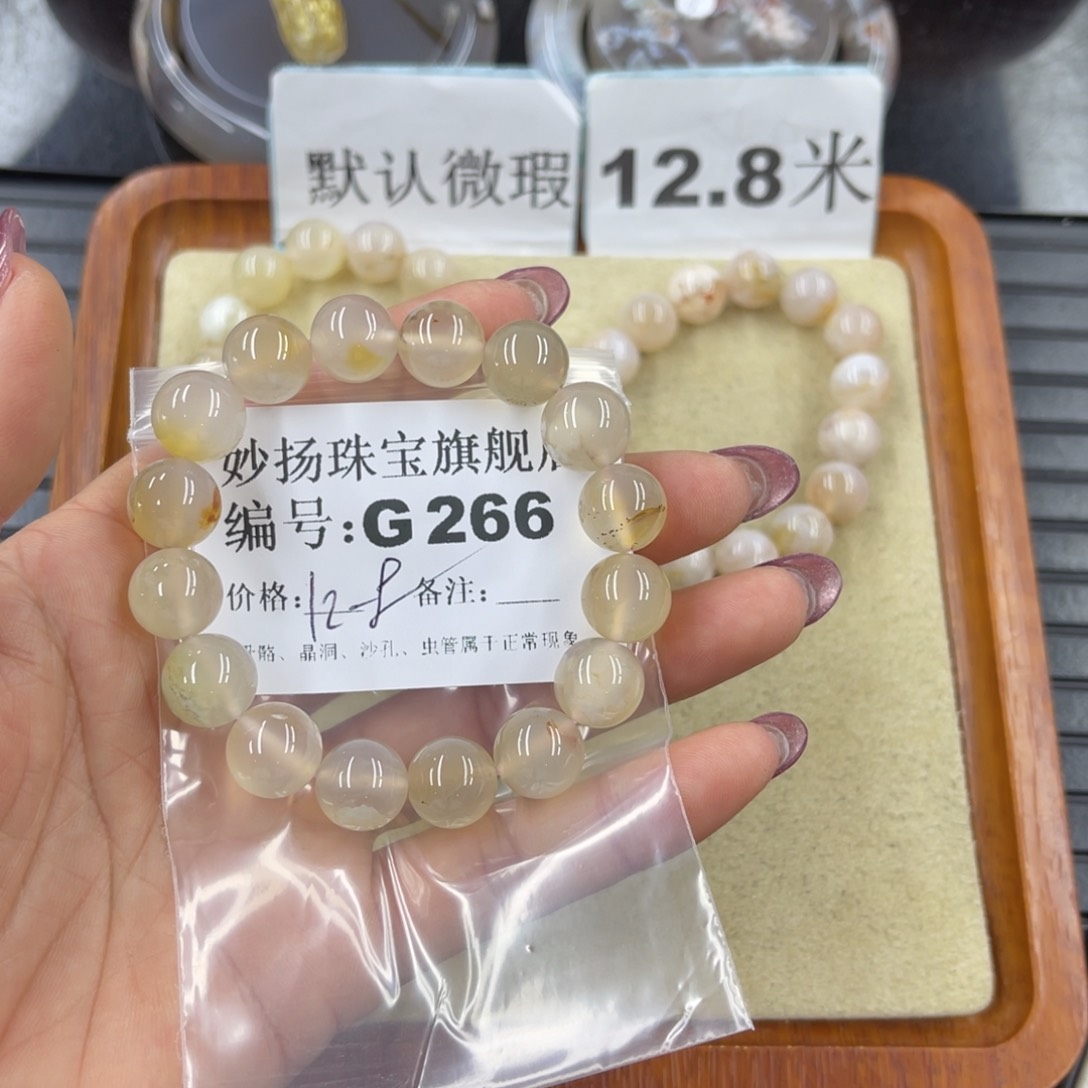 默认微瑕
12.8米
妙扬珠宝旗舰
编号:G266
价格:12.8 备注:
骼、晶洞、沙孔、虫管属于正常现象